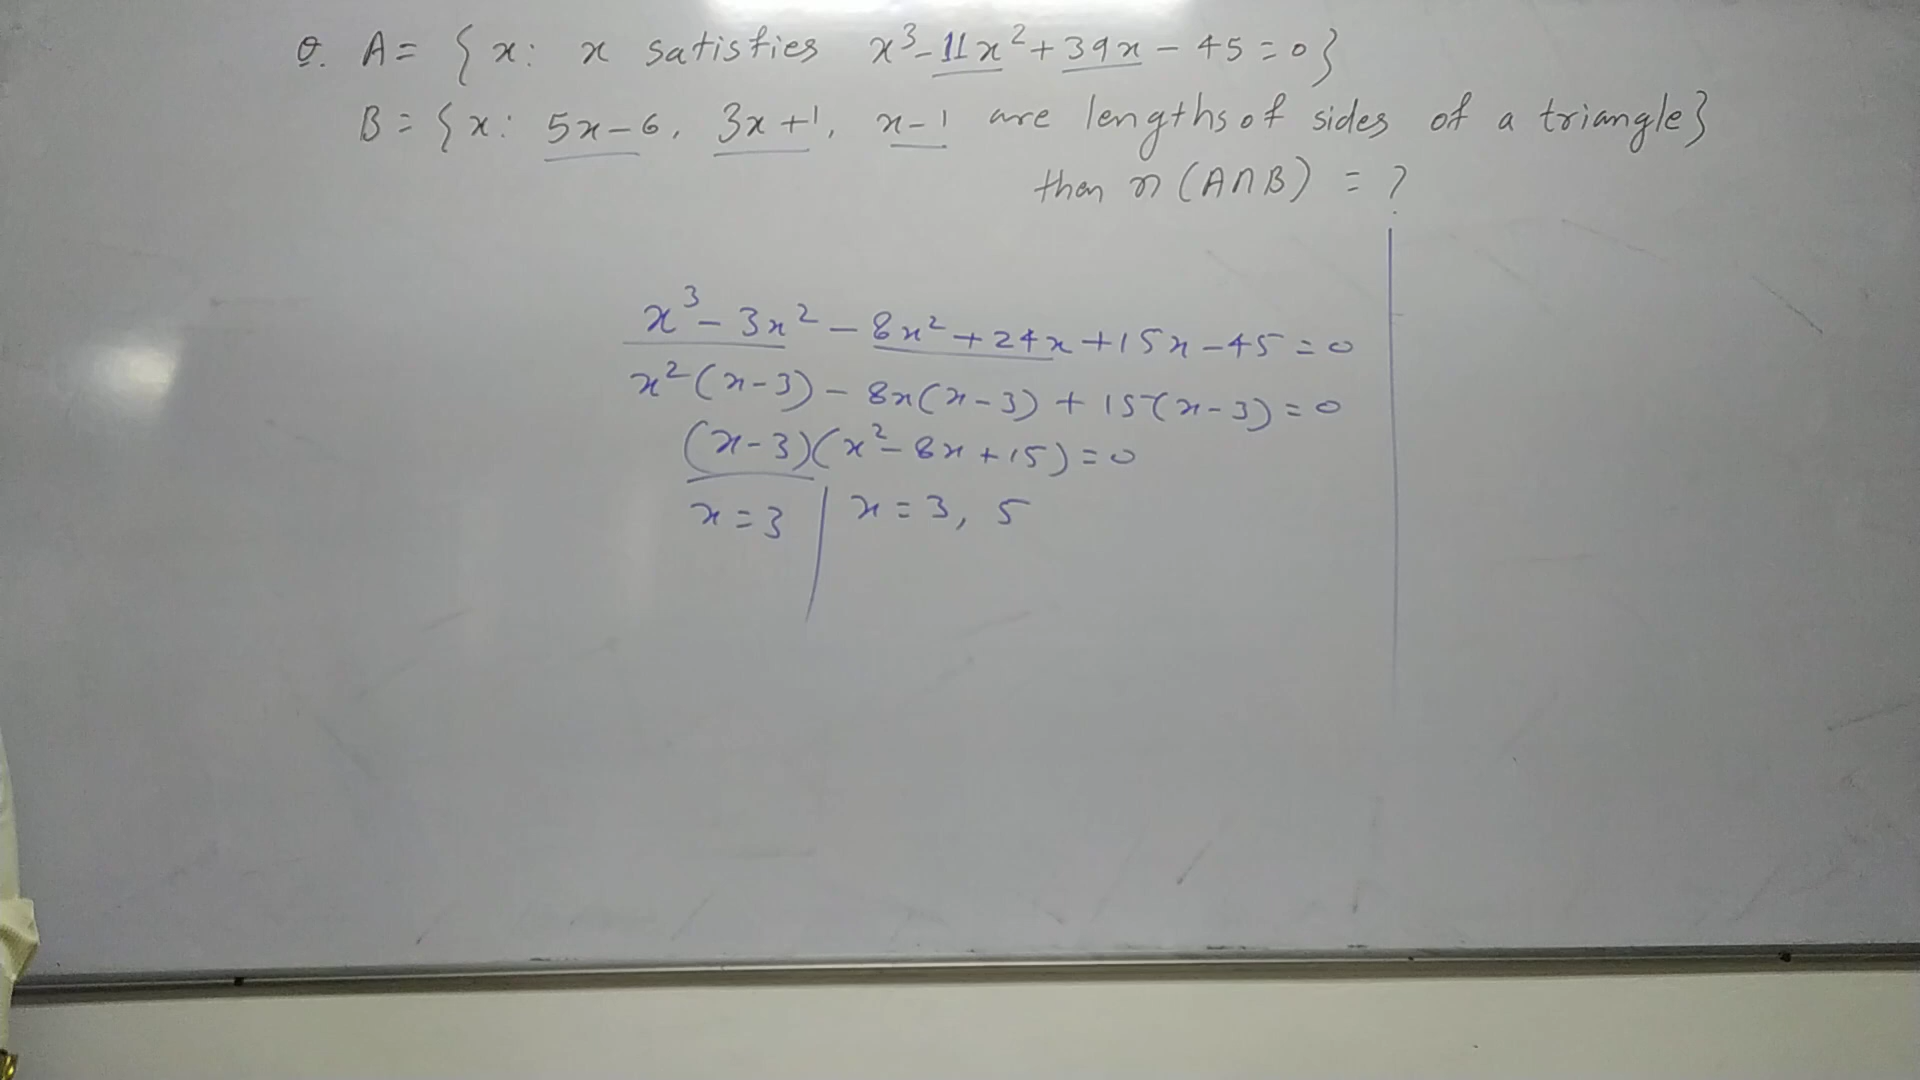 Q. A = { x : x satisfies x³ - 11x² + 39x - 45 = 0}
B = { x : 5x-6, 3x+1, x-1 are lengths of sides of a triangle}
then n (A∩B) = ?
x³ - 3x² - 8x² + 24x + 15x - 45 = 0
x²(x-3) - 8x(x-3) + 15(x-3) = 0
(x-3)(x² - 8x + 15) = 0
x = 3 | x = 3, 5